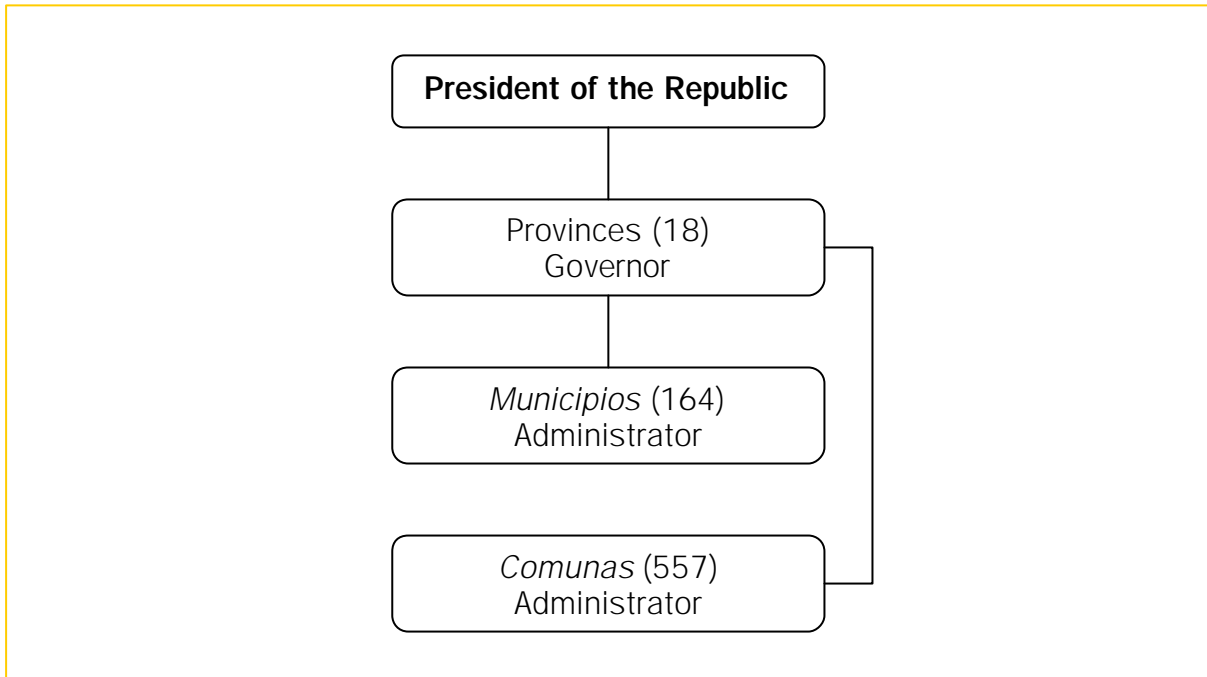 President of the Republic
Provinces (18)
Governor
Municipios (164)
Administrator
Comunas (557)
Administrator